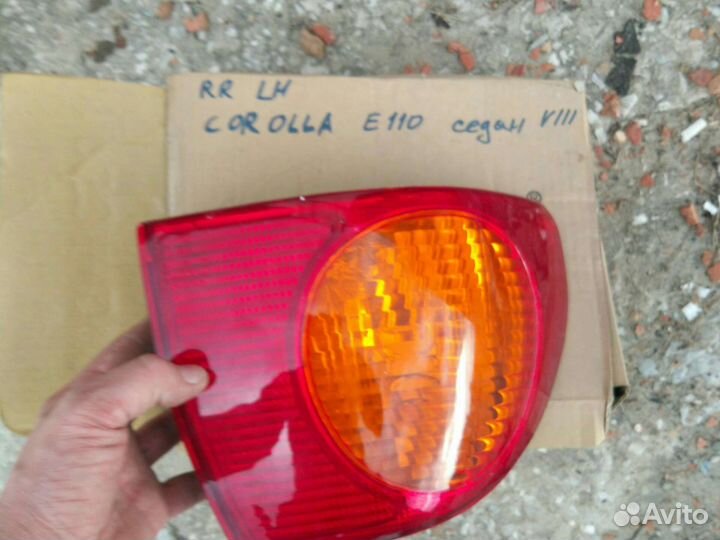 RR LH
COROLLA E110 седан VIII
Avito